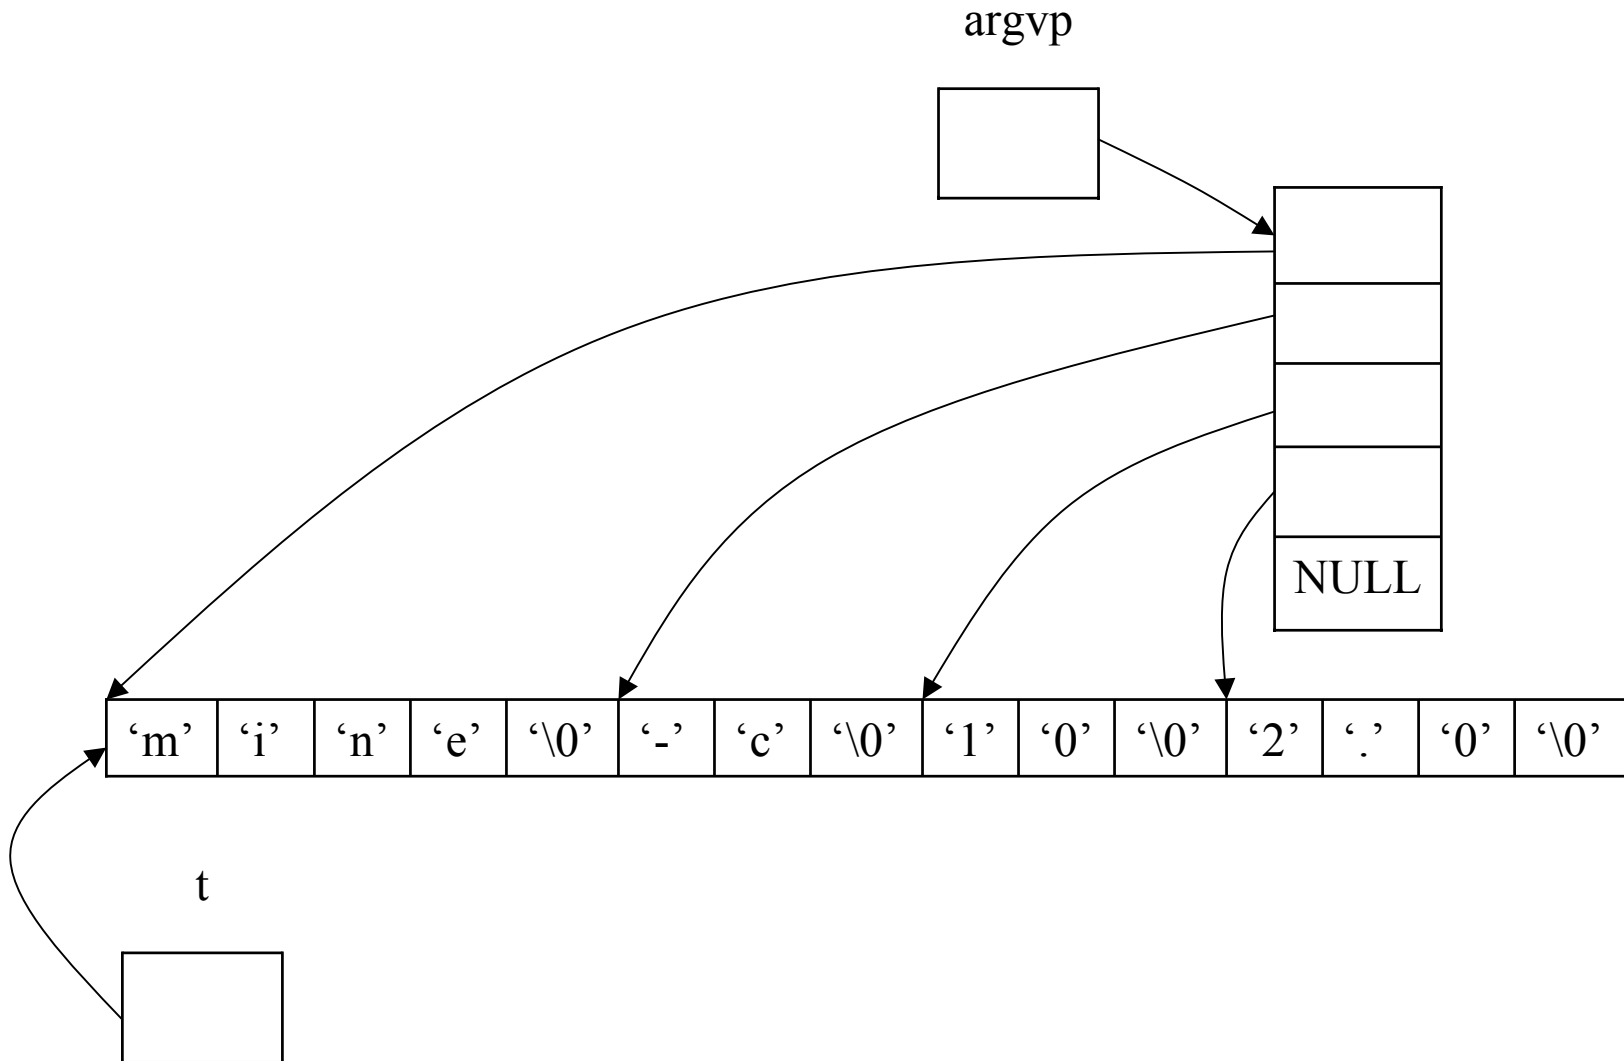 argvp
NULL
‘m’ ‘i’ ‘n’ ‘e’ ‘\0’ ‘-’ ‘c’ ‘\0’ ‘1’ ‘0’ ‘\0’ ‘2’ ‘.’ ‘0’ ‘\0’
t